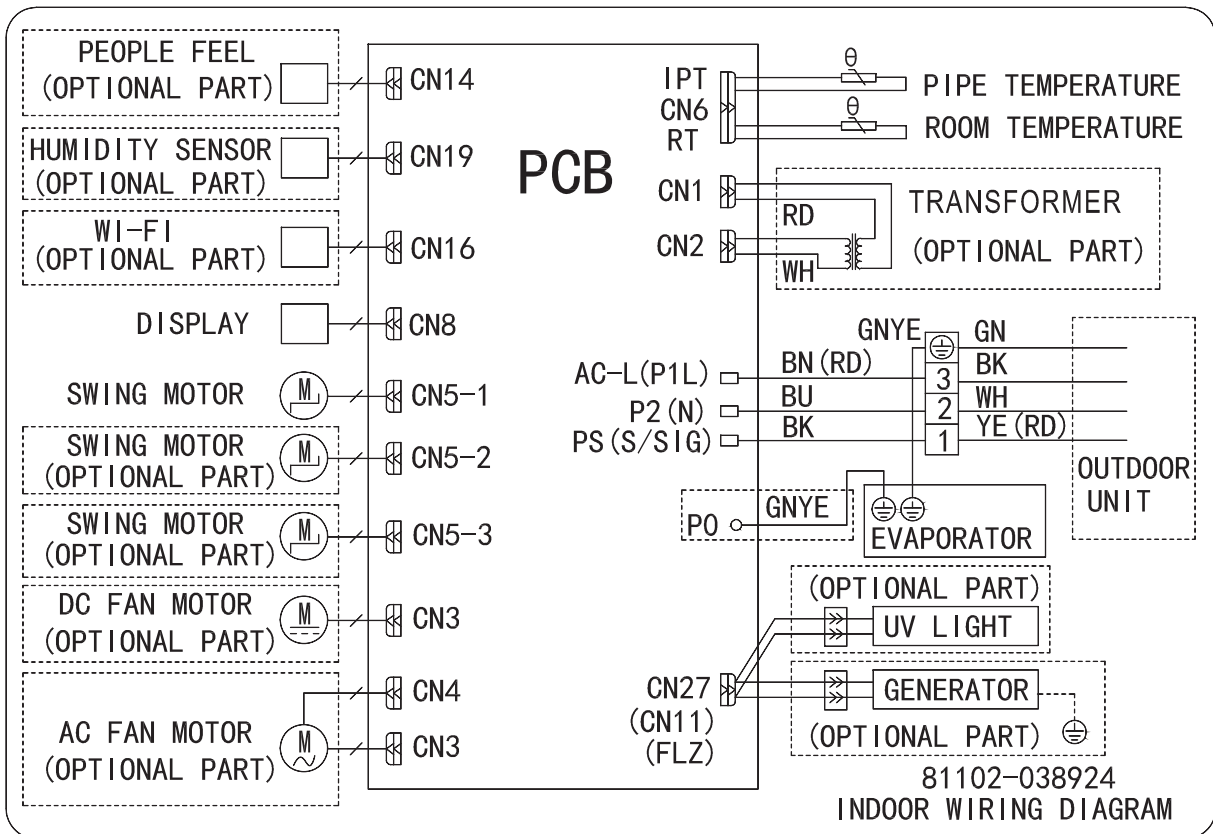 PEOPLE FEEL
(OPTIONAL PART)
CN14
HUMIDITY SENSOR
(OPTIONAL PART)
CN19
WI-FI
(OPTIONAL PART)
CN16
DISPLAY
CN8
SWING MOTOR
M
CN5-1
SWING MOTOR
(OPTIONAL PART)
M
CN5-2
SWING MOTOR
(OPTIONAL PART)
M
CN5-3
DC FAN MOTOR
(OPTIONAL PART)
M
CN3
AC FAN MOTOR
(OPTIONAL PART)
M
CN4
CN3
PCB
IPT
CN6
RT
θ
PIPE TEMPERATURE
θ
ROOM TEMPERATURE
CN1
CN2
RD
WH
TRANSFORMER
(OPTIONAL PART)
GNYE
GN
AC-L(P1L)
BN(RD)
3
BK
P2(N)
BU
2
WH
PS(S/SIG)
BK
1
YE(RD)
OUTDOOR
UNIT
P0
GNYE
EVAPORATOR
(OPTIONAL PART)
UV LIGHT
CN27
(CN11)
(FLZ)
GENERATOR
(OPTIONAL PART)
81102-038924
INDOOR WIRING DIAGRAM